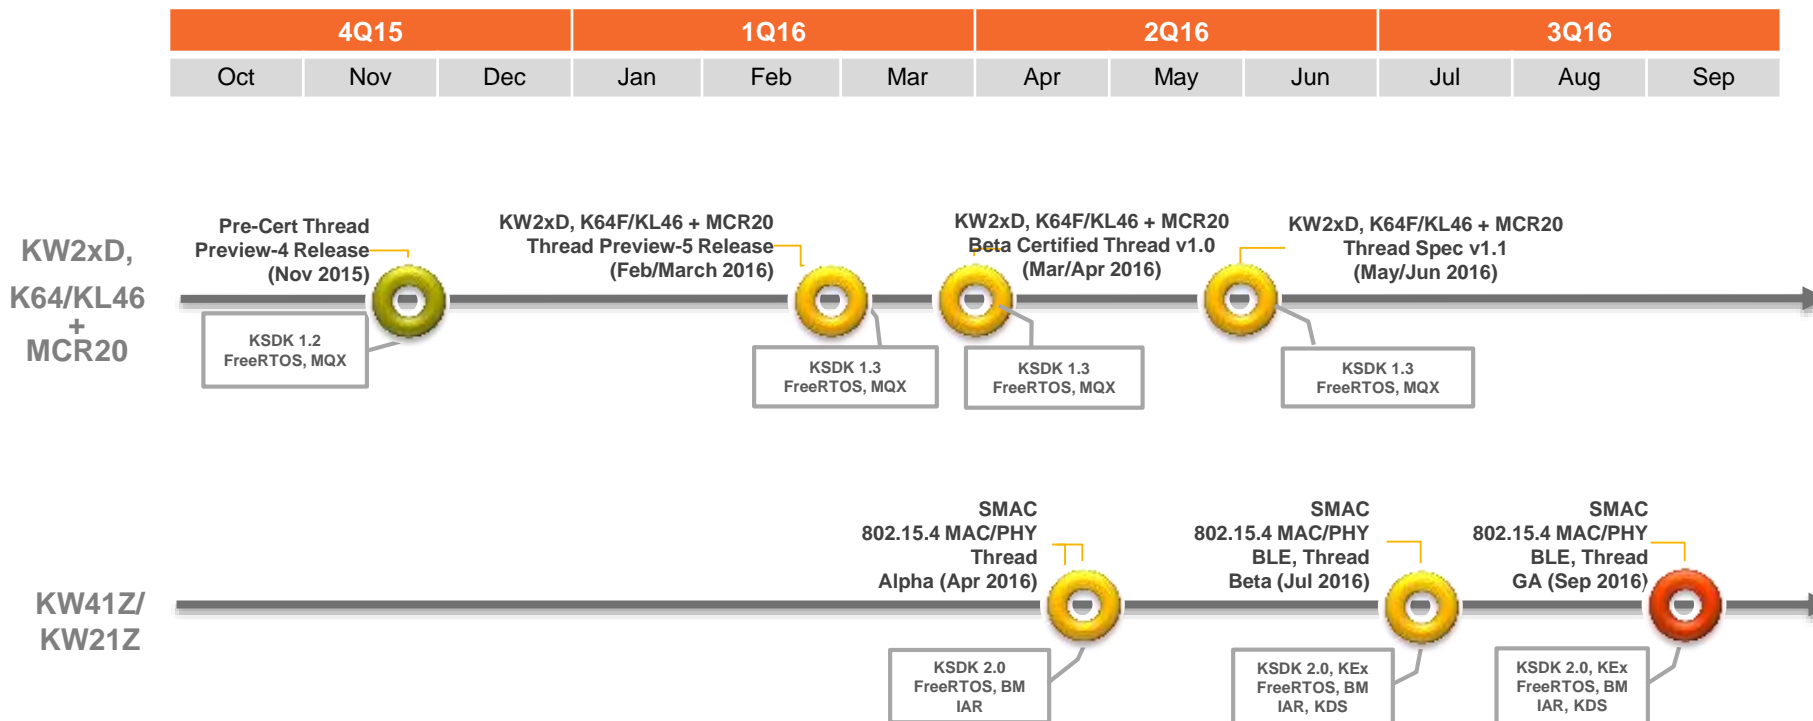 4Q15 1Q16 2Q16 3Q16
Oct Nov Dec Jan Feb Mar Apr May Jun Jul Aug Sep
KW2xD,
K64/KL46
+
MCR20
Pre-Cert Thread
Preview-4 Release
(Nov 2015)
KW2xD, K64F/KL46 + MCR20
Thread Preview-5 Release
(Feb/March 2016)
KW2xD, K64F/KL46 + MCR20
Beta Certified Thread v1.0
(Mar/Apr 2016)
KW2xD, K64F/KL46 + MCR20
Thread Spec v1.1
(May/Jun 2016)
KSDK 1.2
FreeRTOS, MQX
KSDK 1.3
FreeRTOS, MQX
KSDK 1.3
FreeRTOS, MQX
KSDK 1.3
FreeRTOS, MQX
KW41Z/
KW21Z
SMAC
802.15.4 MAC/PHY
Thread
Alpha (Apr 2016)
SMAC
802.15.4 MAC/PHY
BLE, Thread
Beta (Jul 2016)
SMAC
802.15.4 MAC/PHY
BLE, Thread
GA (Sep 2016)
KSDK 2.0
FreeRTOS, BM
IAR
KSDK 2.0, KEx
FreeRTOS, BM
IAR, KDS
KSDK 2.0, KEx
FreeRTOS, BM
IAR, KDS